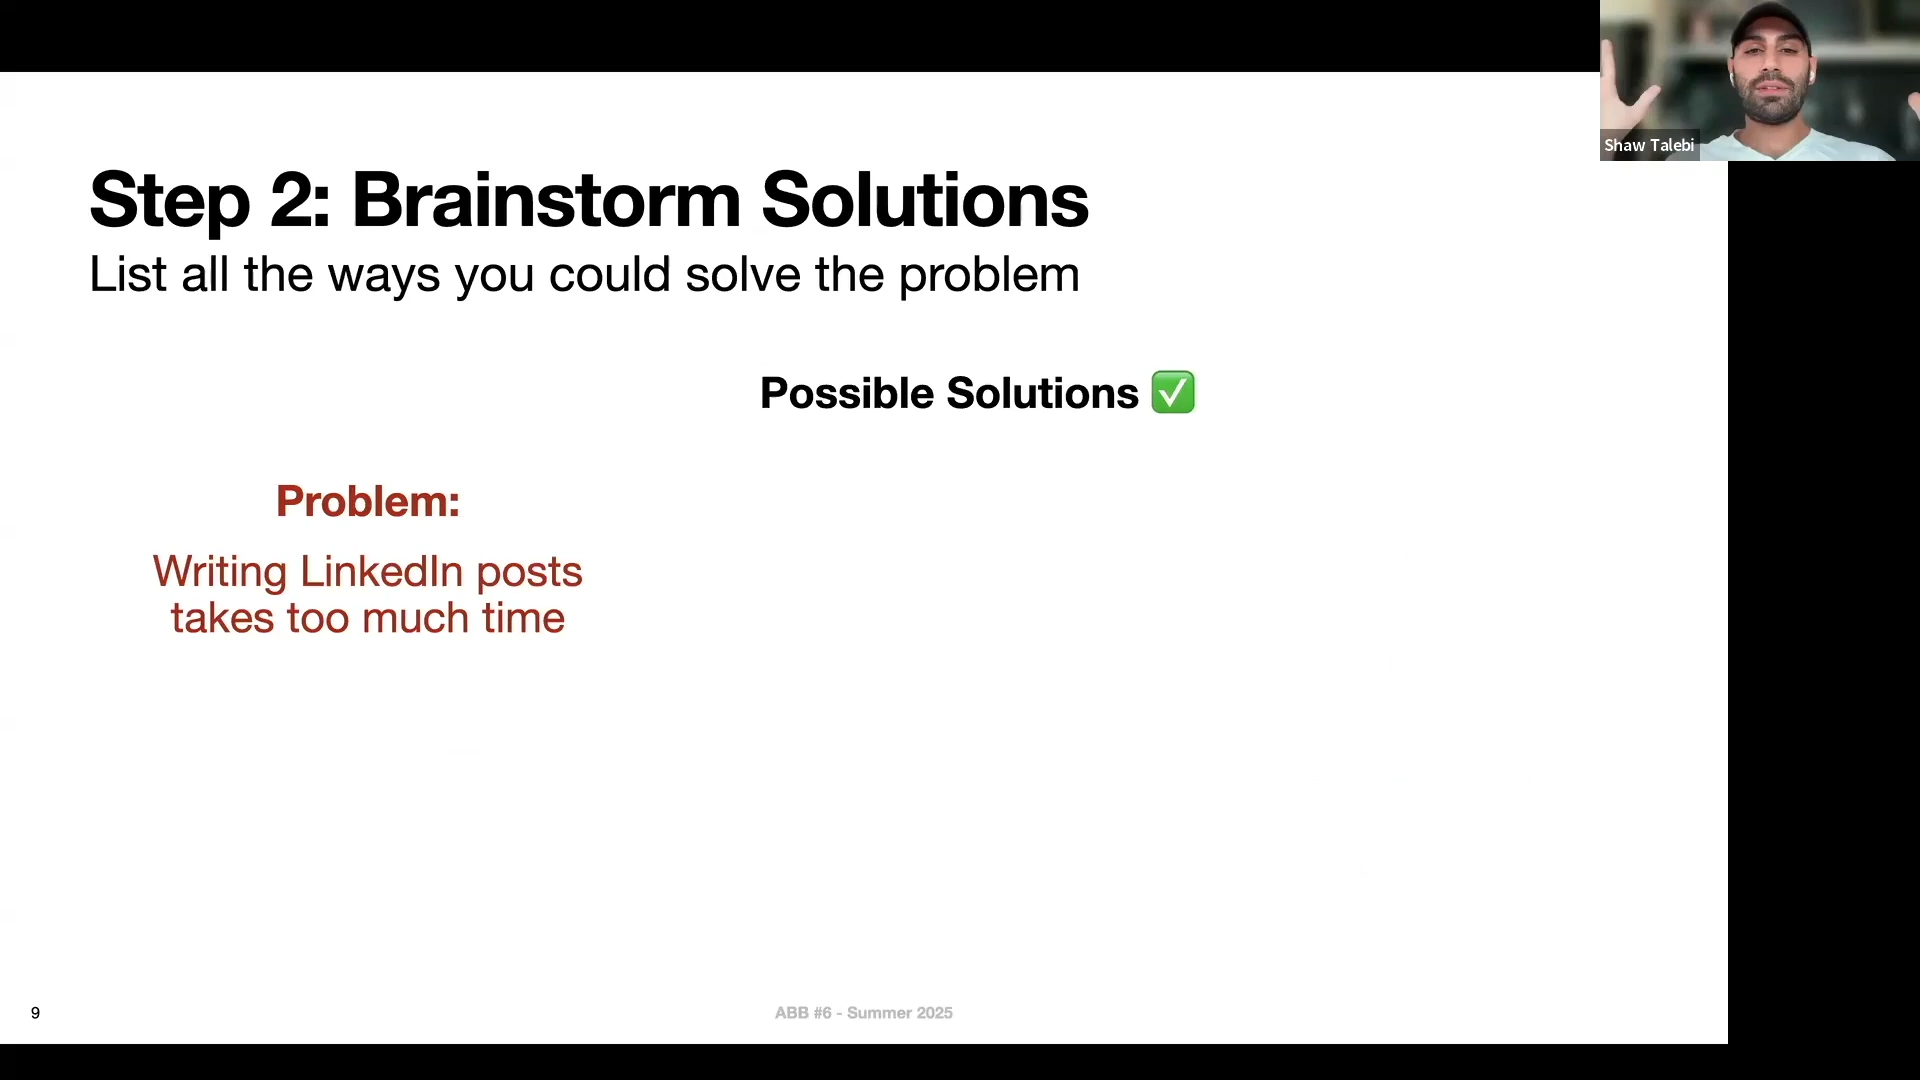 Shaw Talebi
Step 2: Brainstorm Solutions
List all the ways you could solve the problem
Possible Solutions ✅
Problem:
Writing LinkedIn posts
takes too much time
9
ABB #6 - Summer 2025